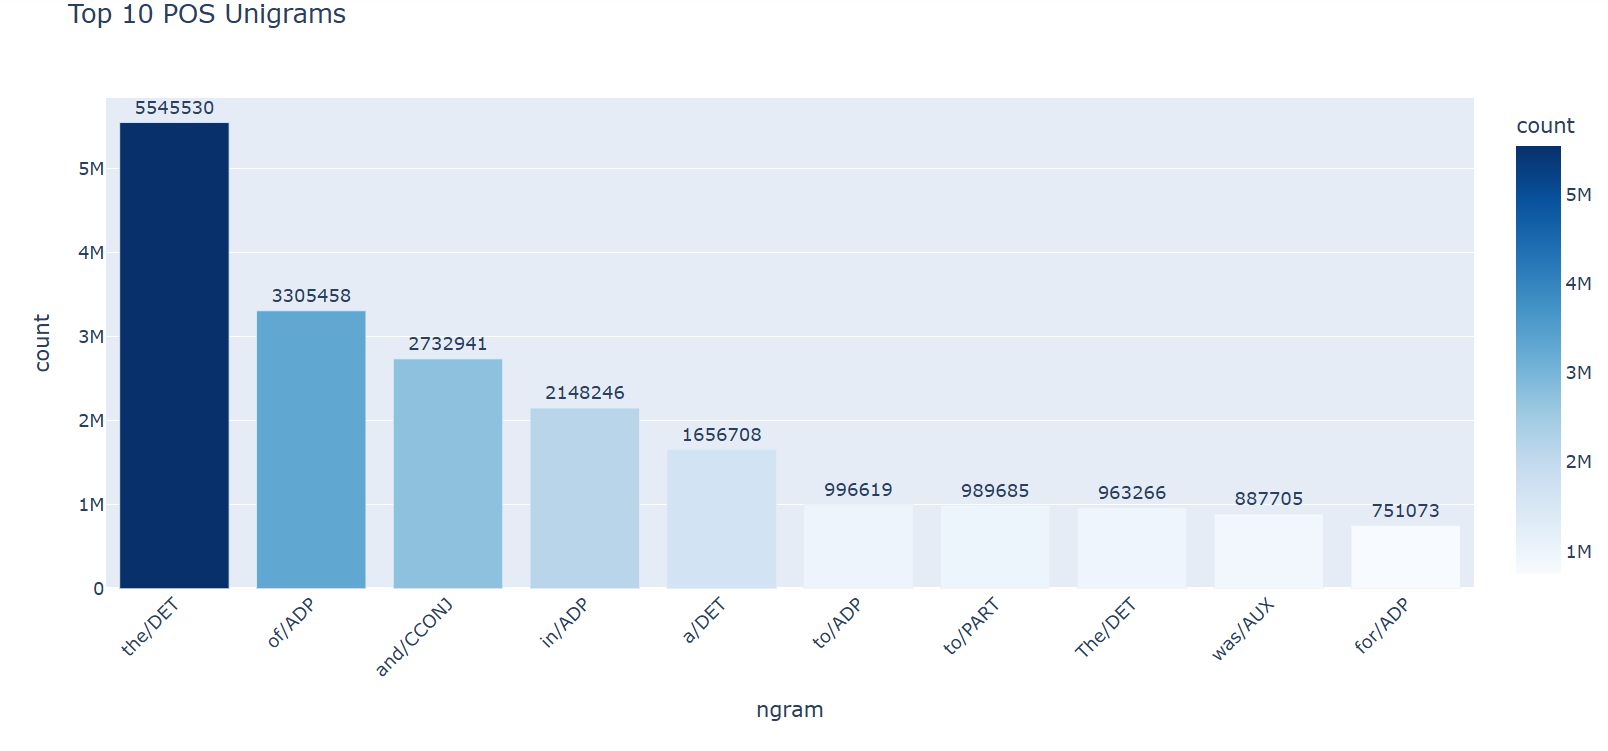 Top 10 POS Unigrams
count
5M
4M
3M
2M
1M
0
5545530
3305458
2732941
2148246
1656708
996619
989685
963266
887705
751073
the/DET
of/ADP
and/CCONJ
in/ADP
a/DET
to/ADP
to/PART
The/DET
was/AUX
for/ADP
ngram
count
5M
4M
3M
2M
1M